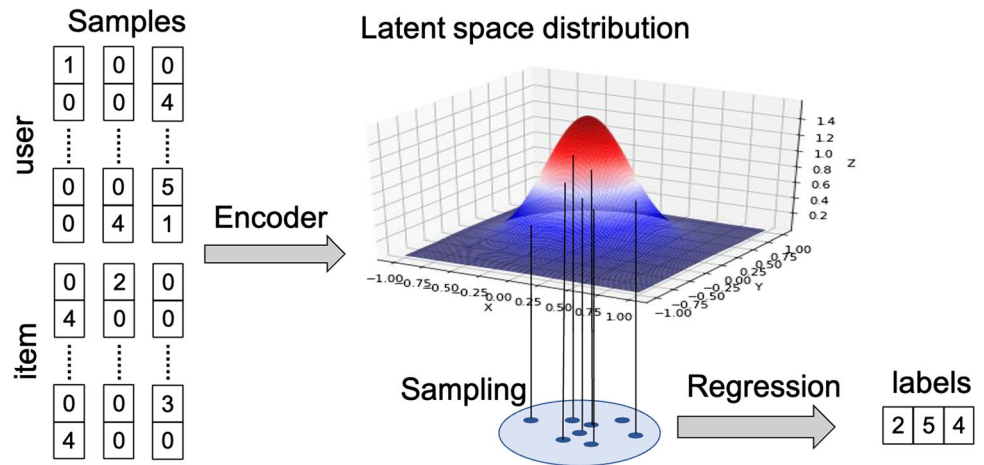 Samples
Latent space distribution
user
1 0 0
0 0 4
0 0 5
0 4 1
Encoder
item
0 2 0
4 0 0
0 0 3
4 0 0
1.4
1.2
1.0
0.8
0.6
0.4
0.2
Z
−1.00 −0.75 −0.50 −0.25 0.00 0.25 0.50 0.75 1.00
X
−1.00 −0.75 −0.50 −0.25 0.00 0.25 0.50 0.75 1.00
Y
Sampling
Regression
labels
2 5 4